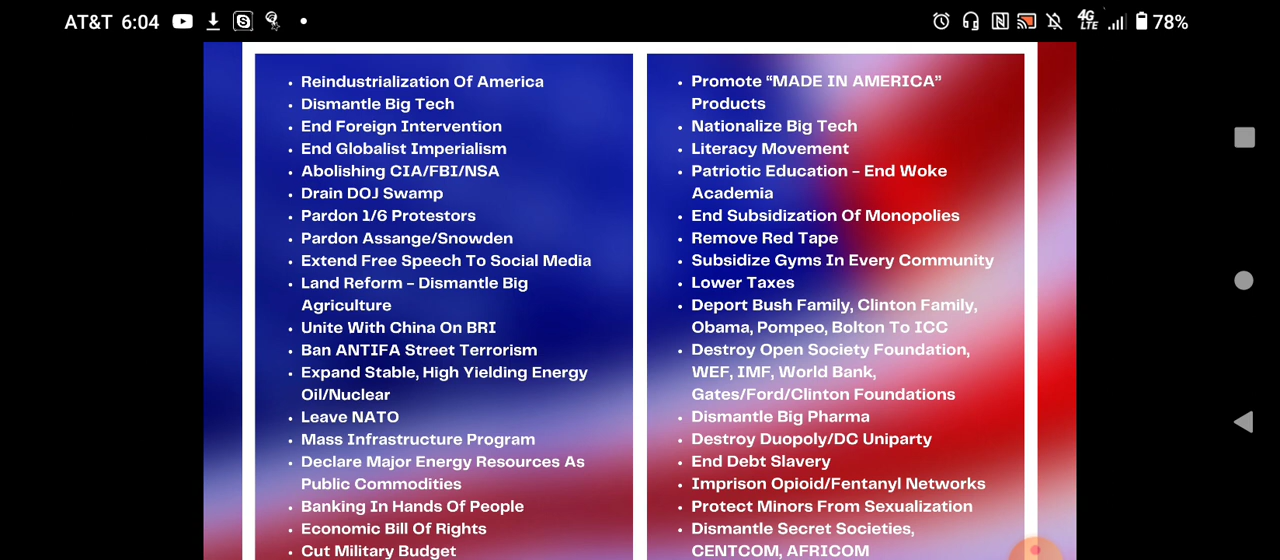 AT&T 6:04
4G LTE 78%
• Reindustrialization Of America
• Dismantle Big Tech
• End Foreign Intervention
• End Globalist Imperialism
• Abolishing CIA/FBI/NSA
• Drain DOJ Swamp
• Pardon 1/6 Protestors
• Pardon Assange/Snowden
• Extend Free Speech To Social Media
• Land Reform – Dismantle Big
Agriculture
• Unite With China On BRI
• Ban ANTIFA Street Terrorism
• Expand Stable, High Yielding Energy
Oil/Nuclear
• Leave NATO
• Mass Infrastructure Program
• Declare Major Energy Resources As
Public Commodities
• Banking In Hands Of People
• Economic Bill Of Rights
• Cut Military Budget
• Promote “MADE IN AMERICA”
Products
• Nationalize Big Tech
• Literacy Movement
• Patriotic Education – End Woke
Academia
• End Subsidization Of Monopolies
• Remove Red Tape
• Subsidize Gyms In Every Community
• Lower Taxes
• Deport Bush Family, Clinton Family,
Obama, Pompeo, Bolton To ICC
• Destroy Open Society Foundation,
WEF, IMF, World Bank,
Gates/Ford/Clinton Foundations
• Dismantle Big Pharma
• Destroy Duopoly/DC Uniparty
• End Debt Slavery
• Imprison Opioid/Fentanyl Networks
• Protect Minors From Sexualization
• Dismantle Secret Societies,
CENTCOM, AFRICOM